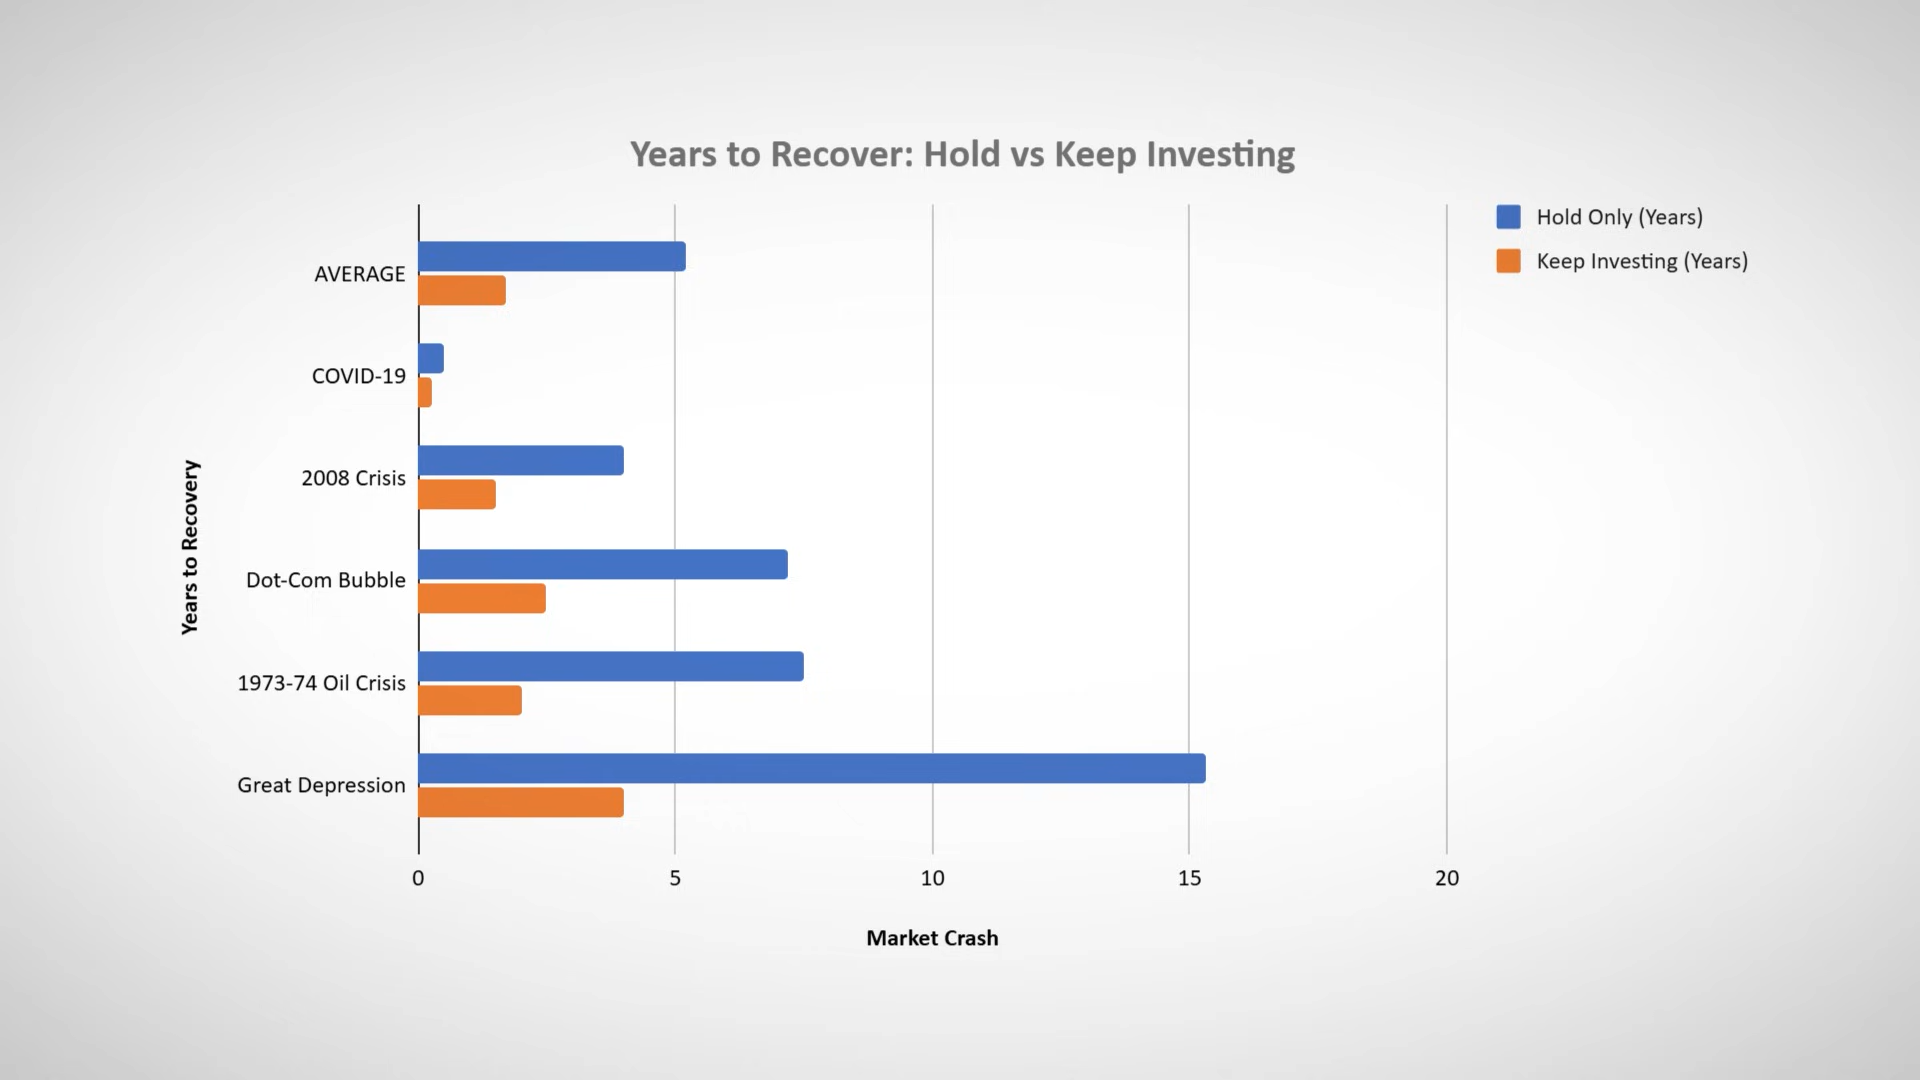 Years to Recover: Hold vs Keep Investing
Hold Only (Years)
Keep Investing (Years)
AVERAGE
COVID-19
2008 Crisis
Dot-Com Bubble
1973-74 Oil Crisis
Great Depression
Years to Recovery
0 5 10 15 20
Market Crash